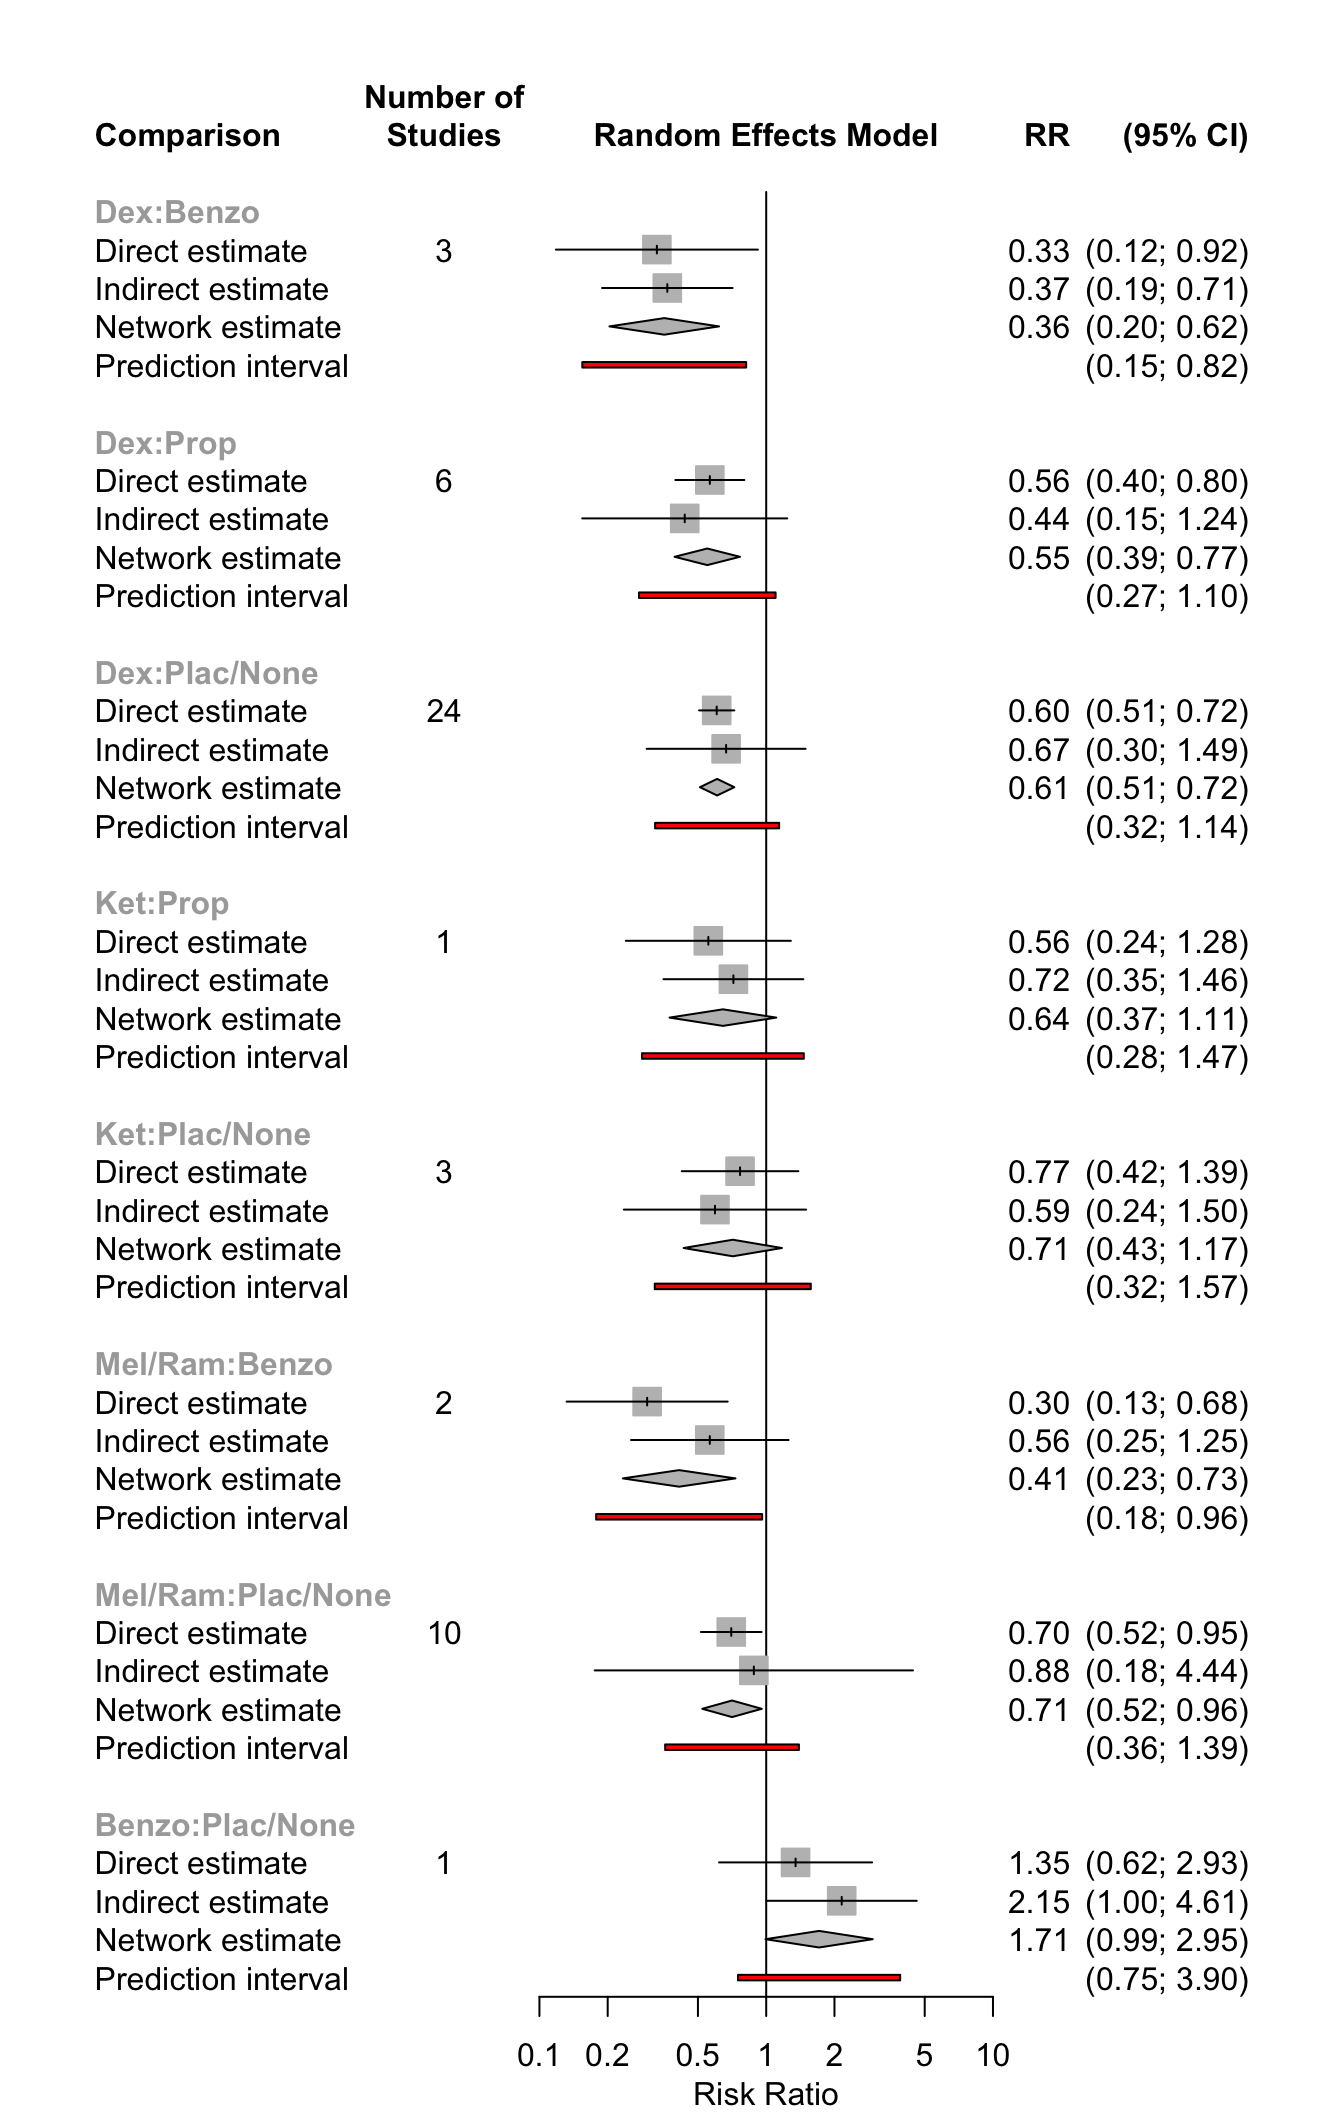 Number of
Comparison Studies Random Effects Model RR (95% CI)
Dex:Benzo
Direct estimate 3 0.33 (0.12; 0.92)
Indirect estimate 0.37 (0.19; 0.71)
Network estimate 0.36 (0.20; 0.62)
Prediction interval (0.15; 0.82)
Dex:Prop
Direct estimate 6 0.56 (0.40; 0.80)
Indirect estimate 0.44 (0.15; 1.24)
Network estimate 0.55 (0.39; 0.77)
Prediction interval (0.27; 1.10)
Dex:Plac/None
Direct estimate 24 0.60 (0.51; 0.72)
Indirect estimate 0.67 (0.30; 1.49)
Network estimate 0.61 (0.51; 0.72)
Prediction interval (0.32; 1.14)
Ket:Prop
Direct estimate 1 0.56 (0.24; 1.28)
Indirect estimate 0.72 (0.35; 1.46)
Network estimate 0.64 (0.37; 1.11)
Prediction interval (0.28; 1.47)
Ket:Plac/None
Direct estimate 3 0.77 (0.42; 1.39)
Indirect estimate 0.59 (0.24; 1.50)
Network estimate 0.71 (0.43; 1.17)
Prediction interval (0.32; 1.57)
Mel/Ram:Benzo
Direct estimate 2 0.30 (0.13; 0.68)
Indirect estimate 0.56 (0.25; 1.25)
Network estimate 0.41 (0.23; 0.73)
Prediction interval (0.18; 0.96)
Mel/Ram:Plac/None
Direct estimate 10 0.70 (0.52; 0.95)
Indirect estimate 0.88 (0.18; 4.44)
Network estimate 0.71 (0.52; 0.96)
Prediction interval (0.36; 1.39)
Benzo:Plac/None
Direct estimate 1 1.35 (0.62; 2.93)
Indirect estimate 2.15 (1.00; 4.61)
Network estimate 1.71 (0.99; 2.95)
Prediction interval (0.75; 3.90)
0.1 0.2 0.5 1 2 5 10
Risk Ratio